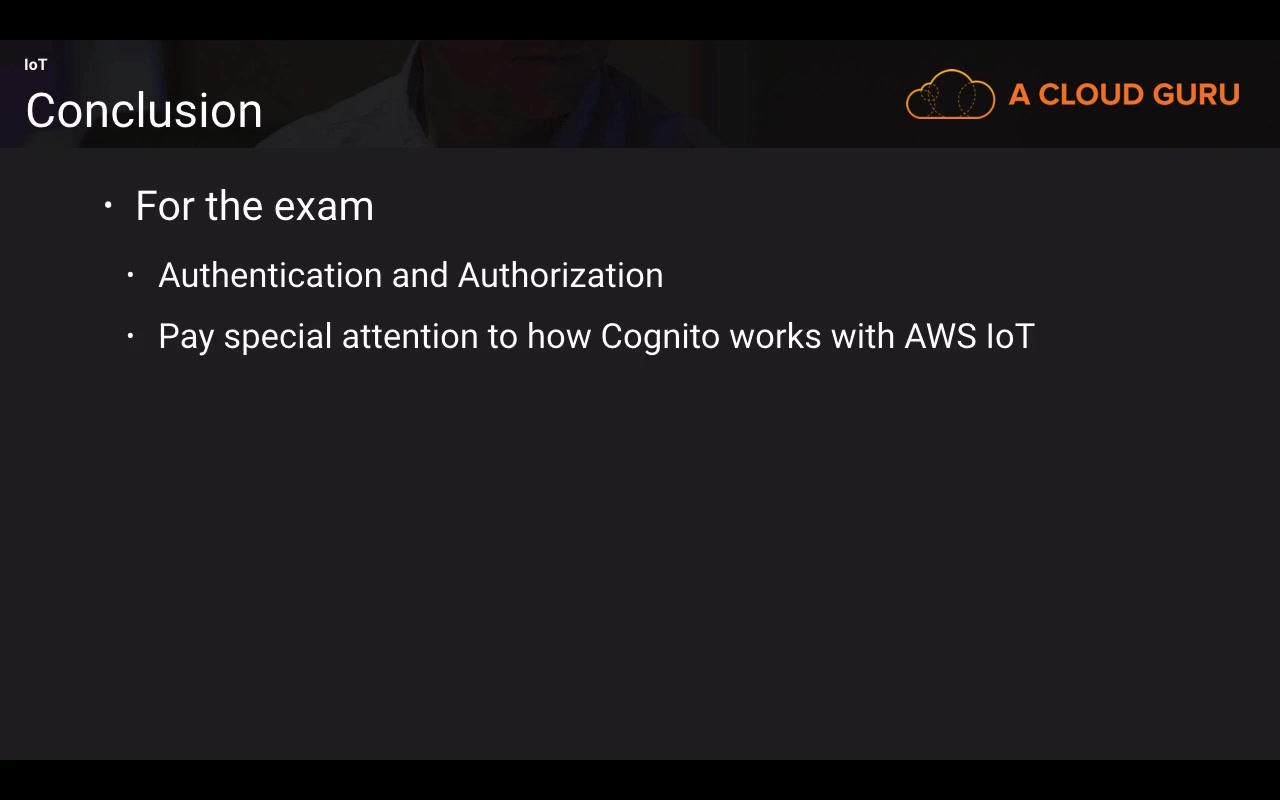 IoT
Conclusion
A CLOUD GURU
• For the exam
• Authentication and Authorization
• Pay special attention to how Cognito works with AWS IoT